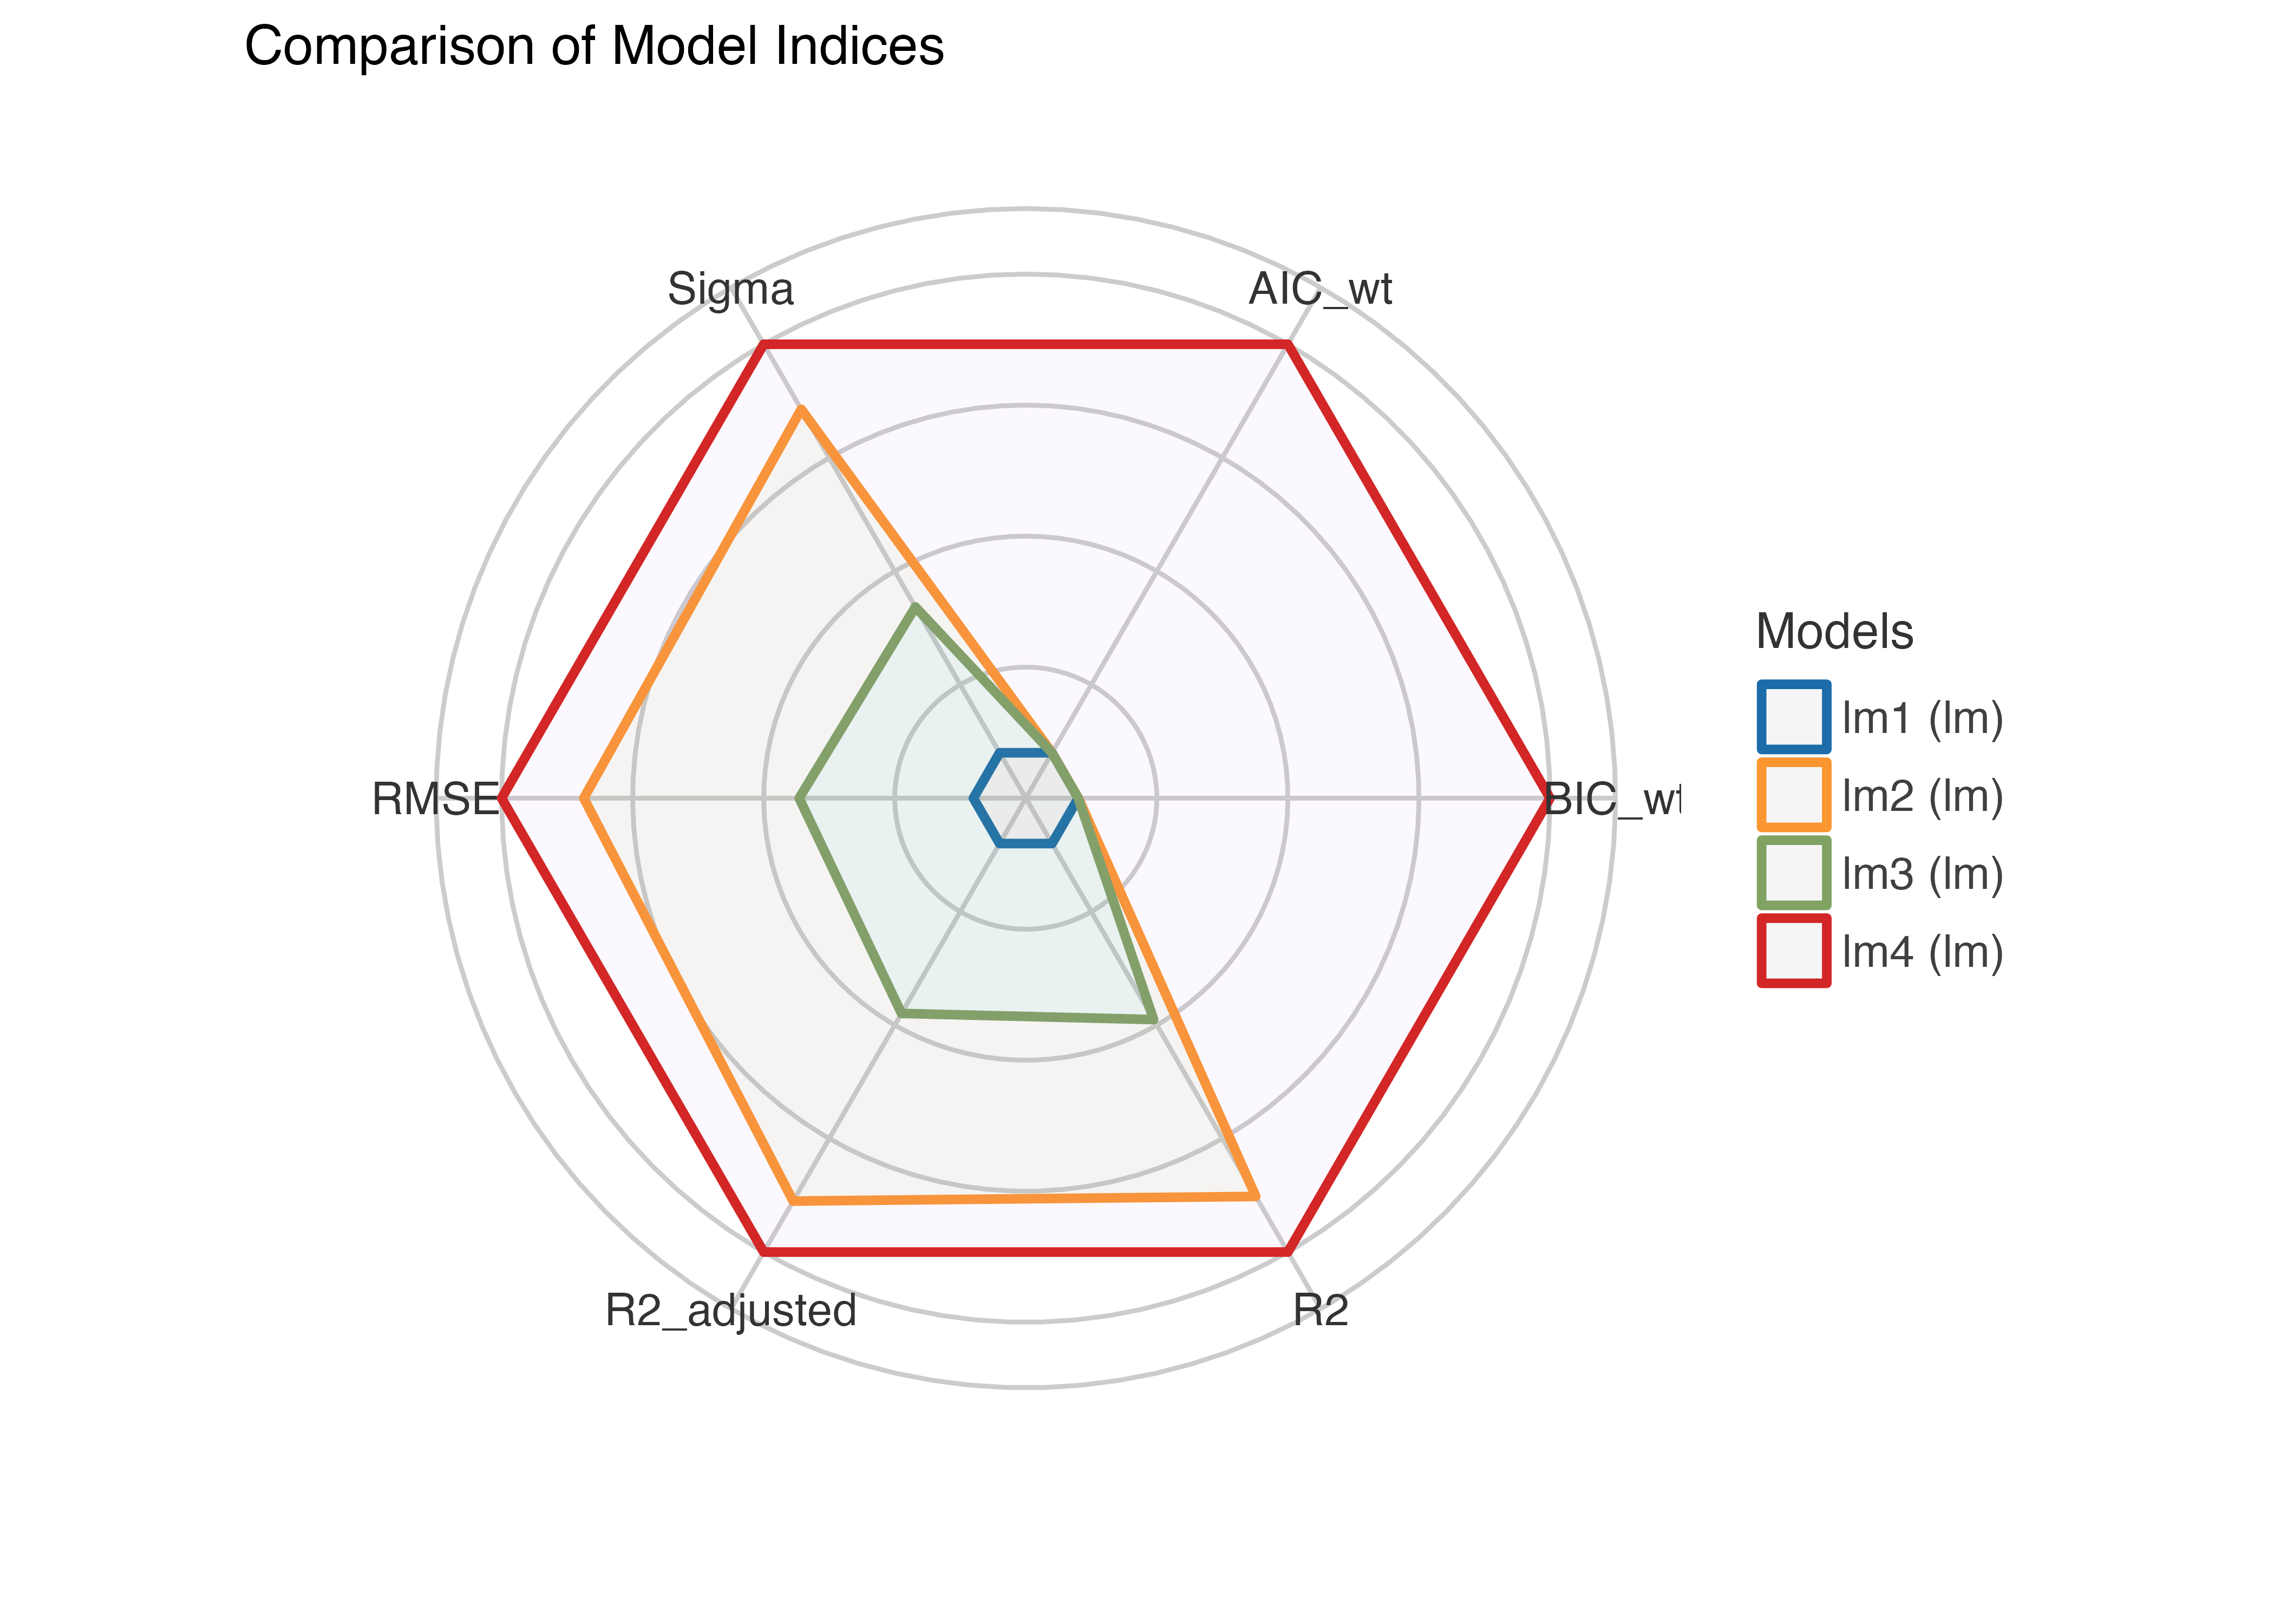 Comparison of Model Indices
Sigma
AIC_wt
RMSE
BIC_wt
R2_adjusted
R2
Models
lm1 (lm)
lm2 (lm)
lm3 (lm)
lm4 (lm)